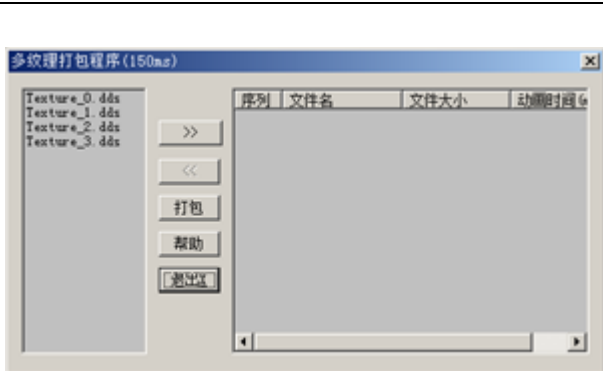 多纹理打包程序(150ms)
Texture_0.dds
Texture_1.dds
Texture_2.dds
Texture_3.dds
>>
<<
打包
帮助
退出X
序列 文件名 文件大小 动画时间(